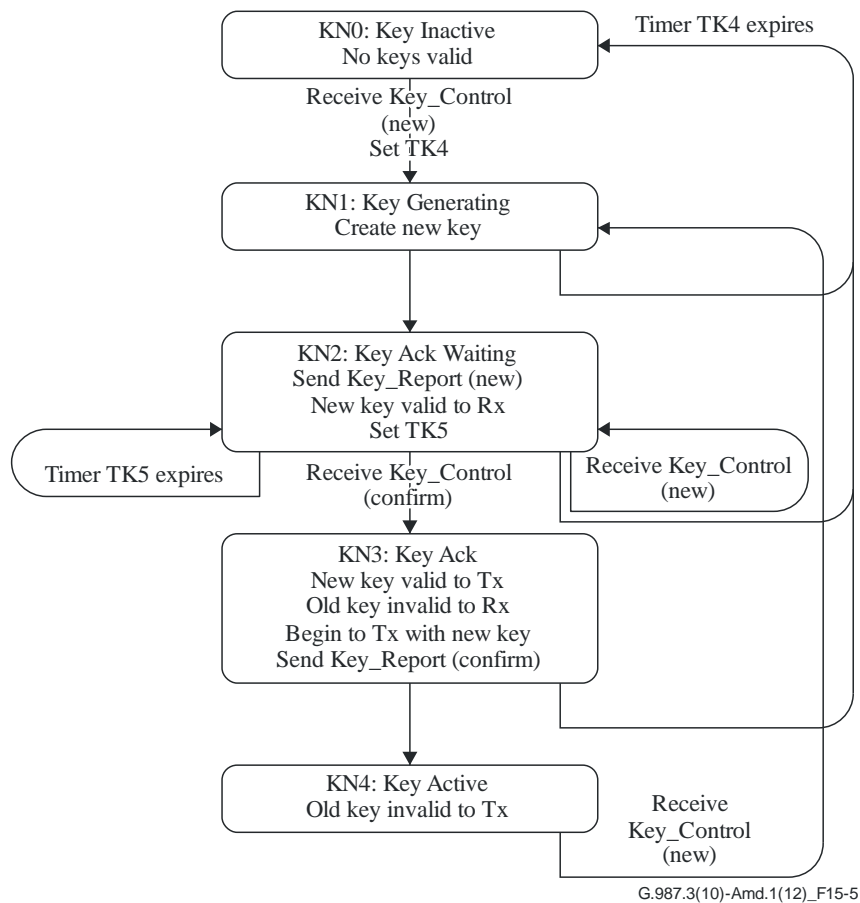 KN0: Key Inactive
No keys valid
Timer TK4 expires
Receive Key_Control
(new)
Set TK4
KN1: Key Generating
Create new key
KN2: Key Ack Waiting
Send Key_Report (new)
New key valid to Rx
Set TK5
Timer TK5 expires
Receive Key_Control
(confirm)
Receive Key_Control
(new)
KN3: Key Ack
New key valid to Tx
Old key invalid to Rx
Begin to Tx with new key
Send Key_Report (confirm)
KN4: Key Active
Old key invalid to Tx
Receive
Key_Control
(new)
G.987.3(10)-Amd.1(12)_F15-5